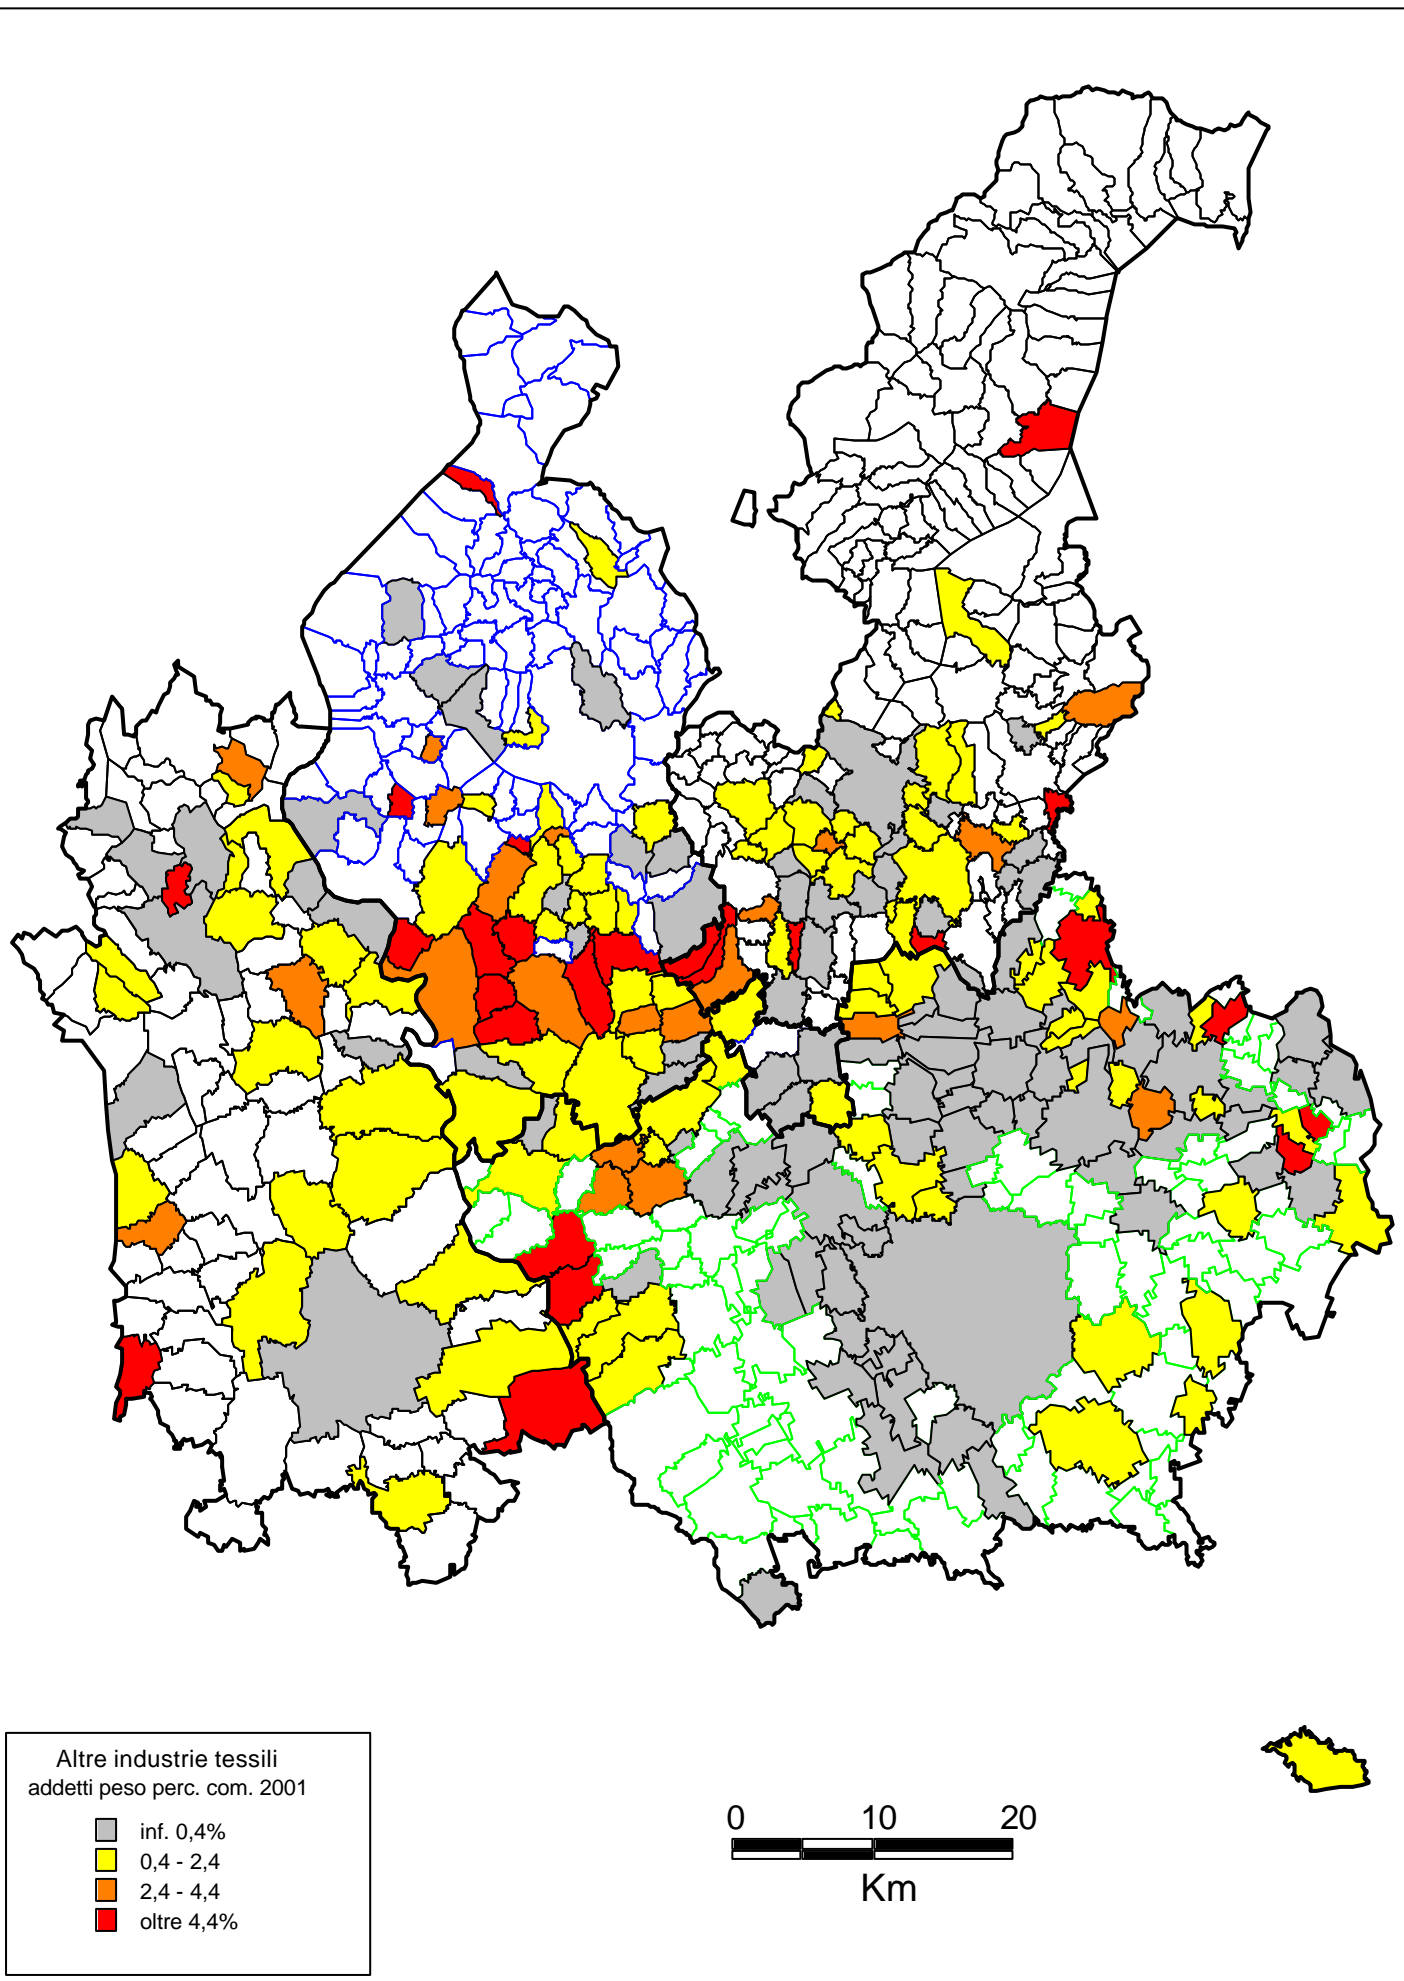 Altre industrie tessili
addetti peso perc. com. 2001
inf. 0,4%
0,4 - 2,4
2,4 - 4,4
oltre 4,4%
0 10 20
Km